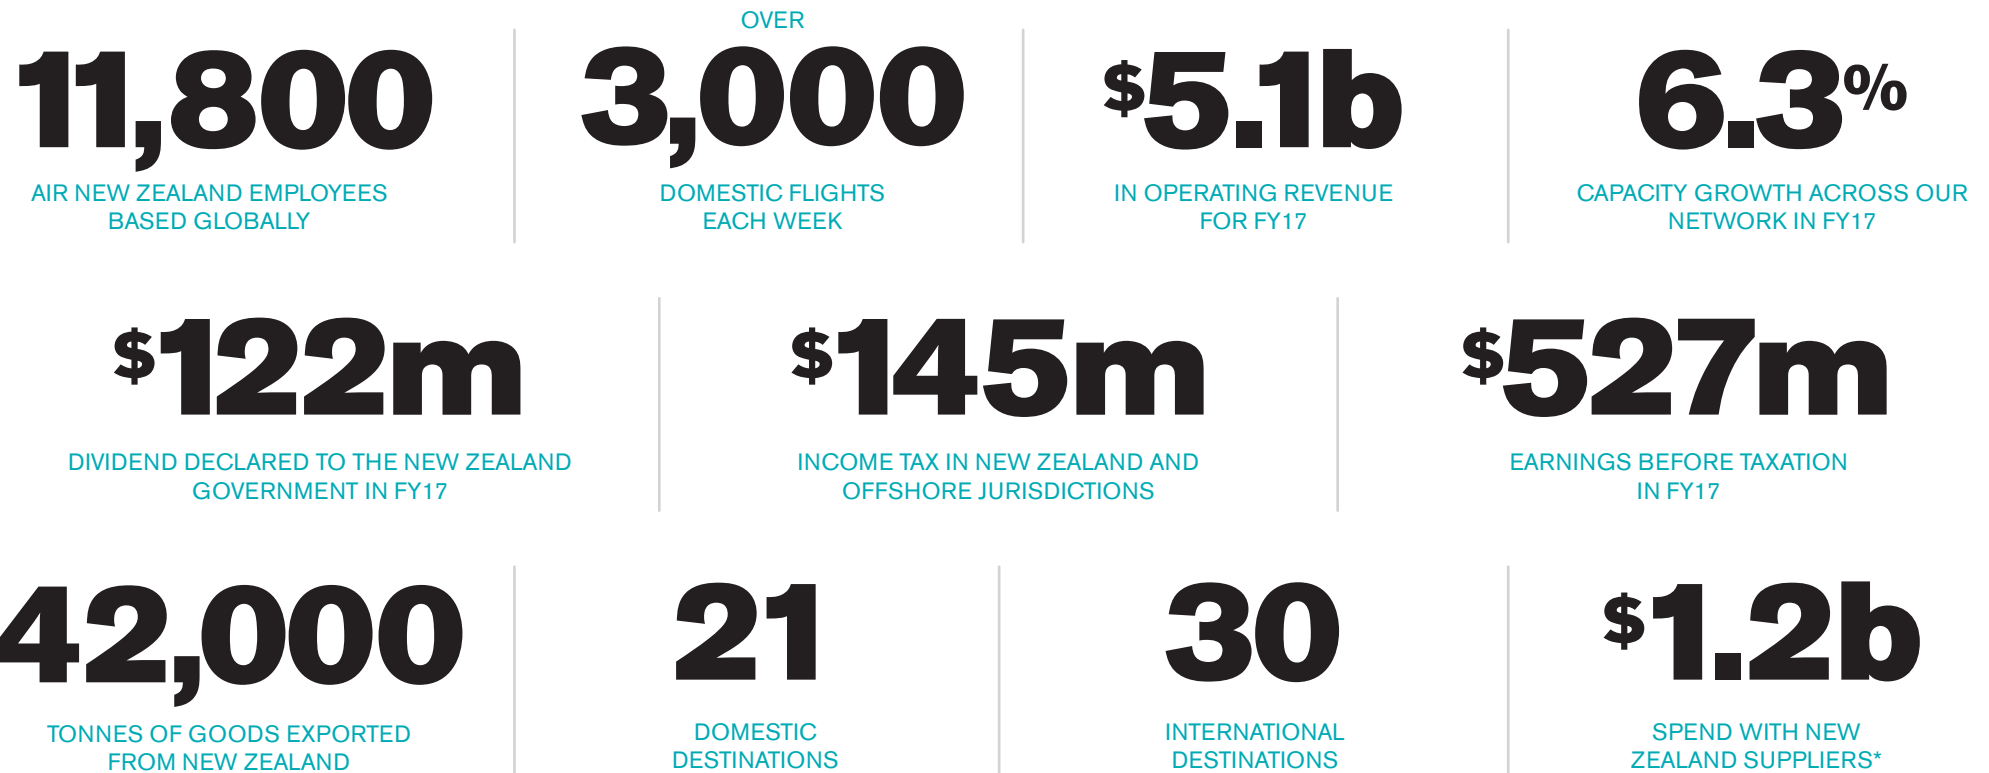 OVER
11,800
3,000
$5.1b
6.3%
AIR NEW ZEALAND EMPLOYEES
BASED GLOBALLY
DOMESTIC FLIGHTS
EACH WEEK
IN OPERATING REVENUE
FOR FY17
CAPACITY GROWTH ACROSS OUR
NETWORK IN FY17
$122m
$145m
$527m
DIVIDEND DECLARED TO THE NEW ZEALAND
GOVERNMENT IN FY17
INCOME TAX IN NEW ZEALAND AND
OFFSHORE JURISDICTIONS
EARNINGS BEFORE TAXATION
IN FY17
42,000
21
30
$1.2b
TONNES OF GOODS EXPORTED
FROM NEW ZEALAND
DOMESTIC
DESTINATIONS
INTERNATIONAL
DESTINATIONS
SPEND WITH NEW
ZEALAND SUPPLIERS*